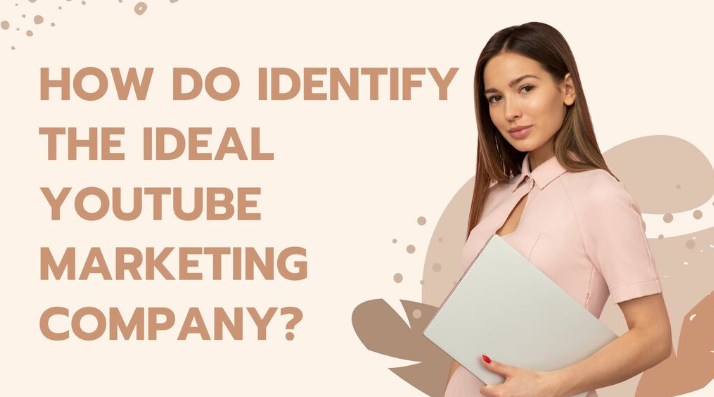 HOW DO IDENTIFY
THE IDEAL
YOUTUBE
MARKETING
COMPANY?